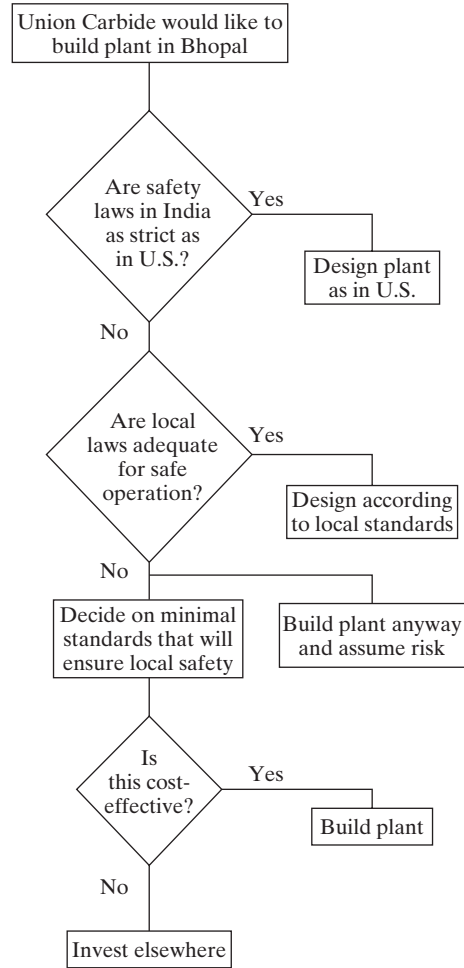 Union Carbide would like to
build plant in Bhopal
Are safety
laws in India
as strict as
in U.S.?
Yes
Design plant
as in U.S.
No
Are local
laws adequate
for safe
operation?
Yes
Design according
to local standards
No
Decide on minimal
standards that will
ensure local safety
Build plant anyway
and assume risk
Is
this cost-
effective?
Yes
Build plant
No
Invest elsewhere